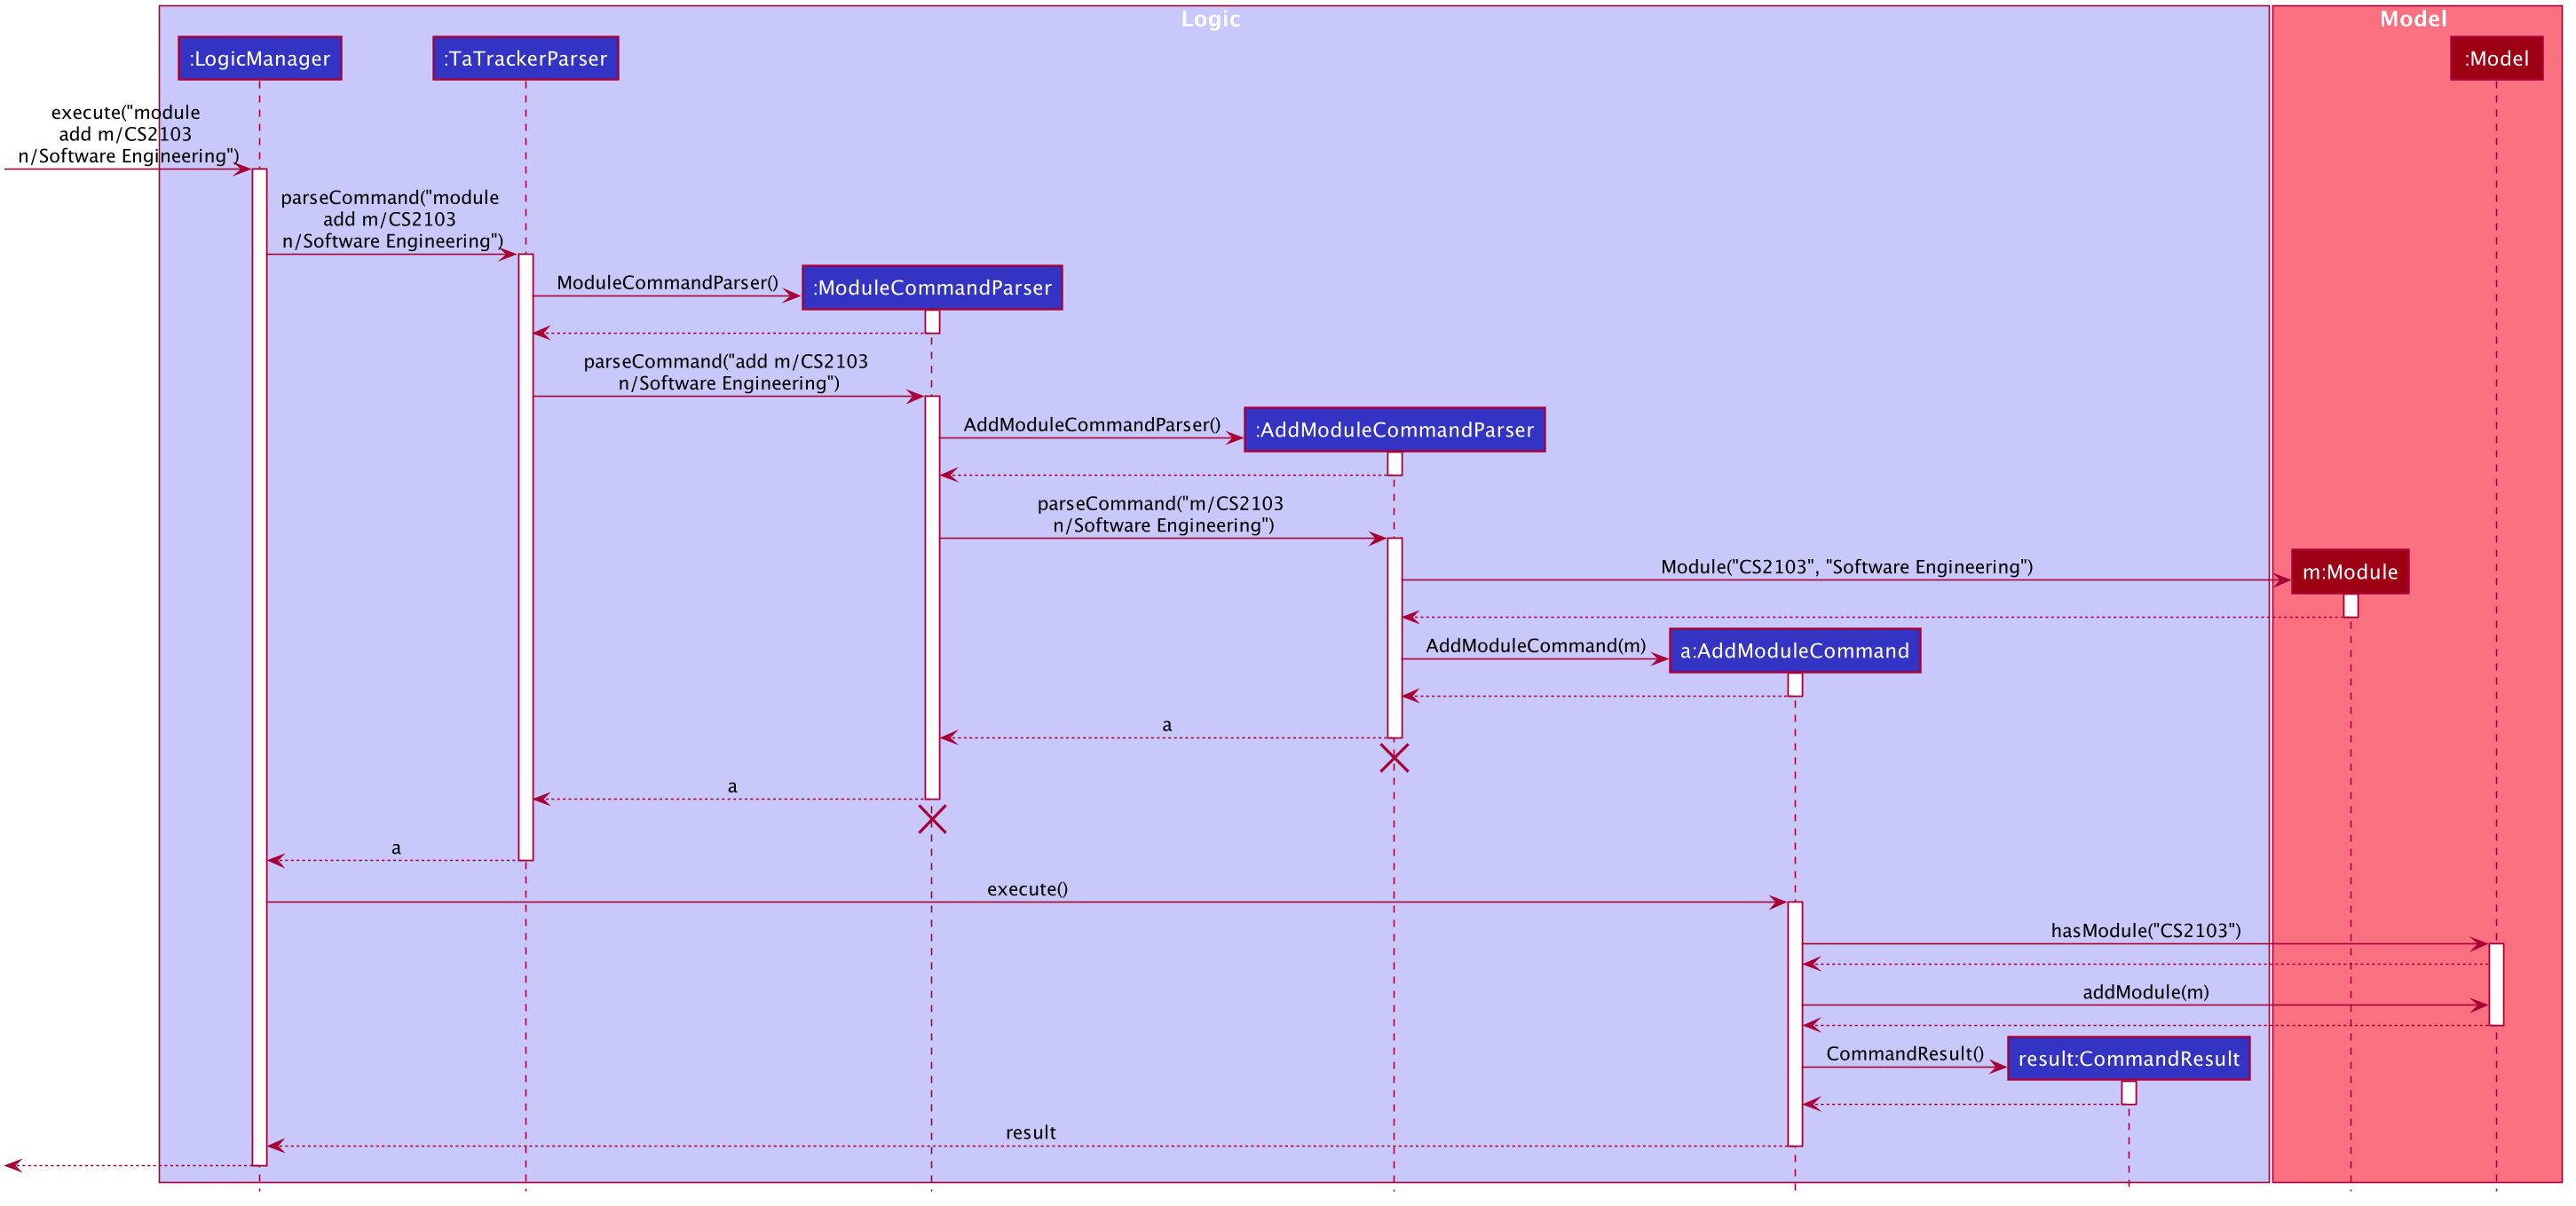 Logic
Model
:LogicManager
:TaTrackerParser
:Model
execute("module
add m/CS2103
n/Software Engineering")
parseCommand("module
add m/CS2103
n/Software Engineering")
ModuleCommandParser()
:ModuleCommandParser
parseCommand("add m/CS2103
n/Software Engineering")
AddModuleCommandParser()
:AddModuleCommandParser
parseCommand("m/CS2103
n/Software Engineering")
Module("CS2103", "Software Engineering")
m:Module
AddModuleCommand(m)
a:AddModuleCommand
a
a
a
execute()
hasModule("CS2103")
addModule(m)
CommandResult()
result:CommandResult
result